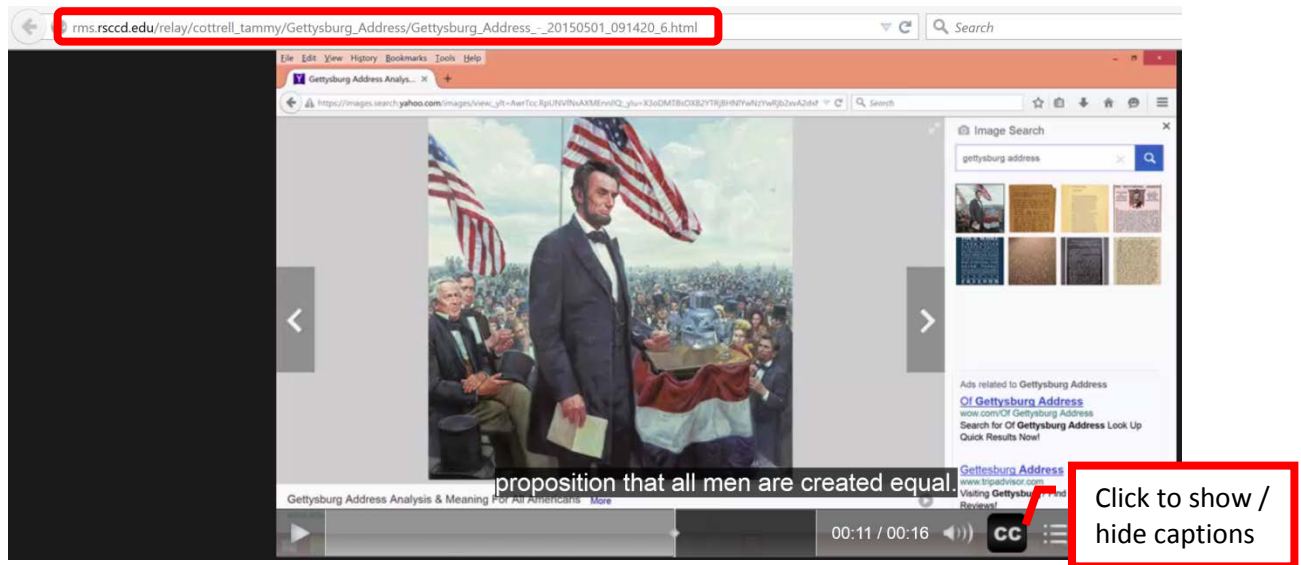 rms.rsccd.edu/relay/cottrell_tammy/Gettysburg_Address/Gettysburg_Address_-_20150501_091420_6.html
Search
File Edit View History Bookmarks Tools Help
Gettysburg Address Analys... × +
Search
Image Search ×
gettysburg address ×
Ads related to Gettysburg Address
Of Gettysburg Address
wow.com/Of Gettysburg Address
Search for Of Gettysburg Address Look Up
Quick Results Now!
Gettesburg Address
www.tripadvisor.com
Visiting Gettysbu
Reviews!
proposition that all men are created equal.
Gettysburg Address Analysis & Meaning For All Americans More
00:11 / 00:16 CC
Click to show /
hide captions